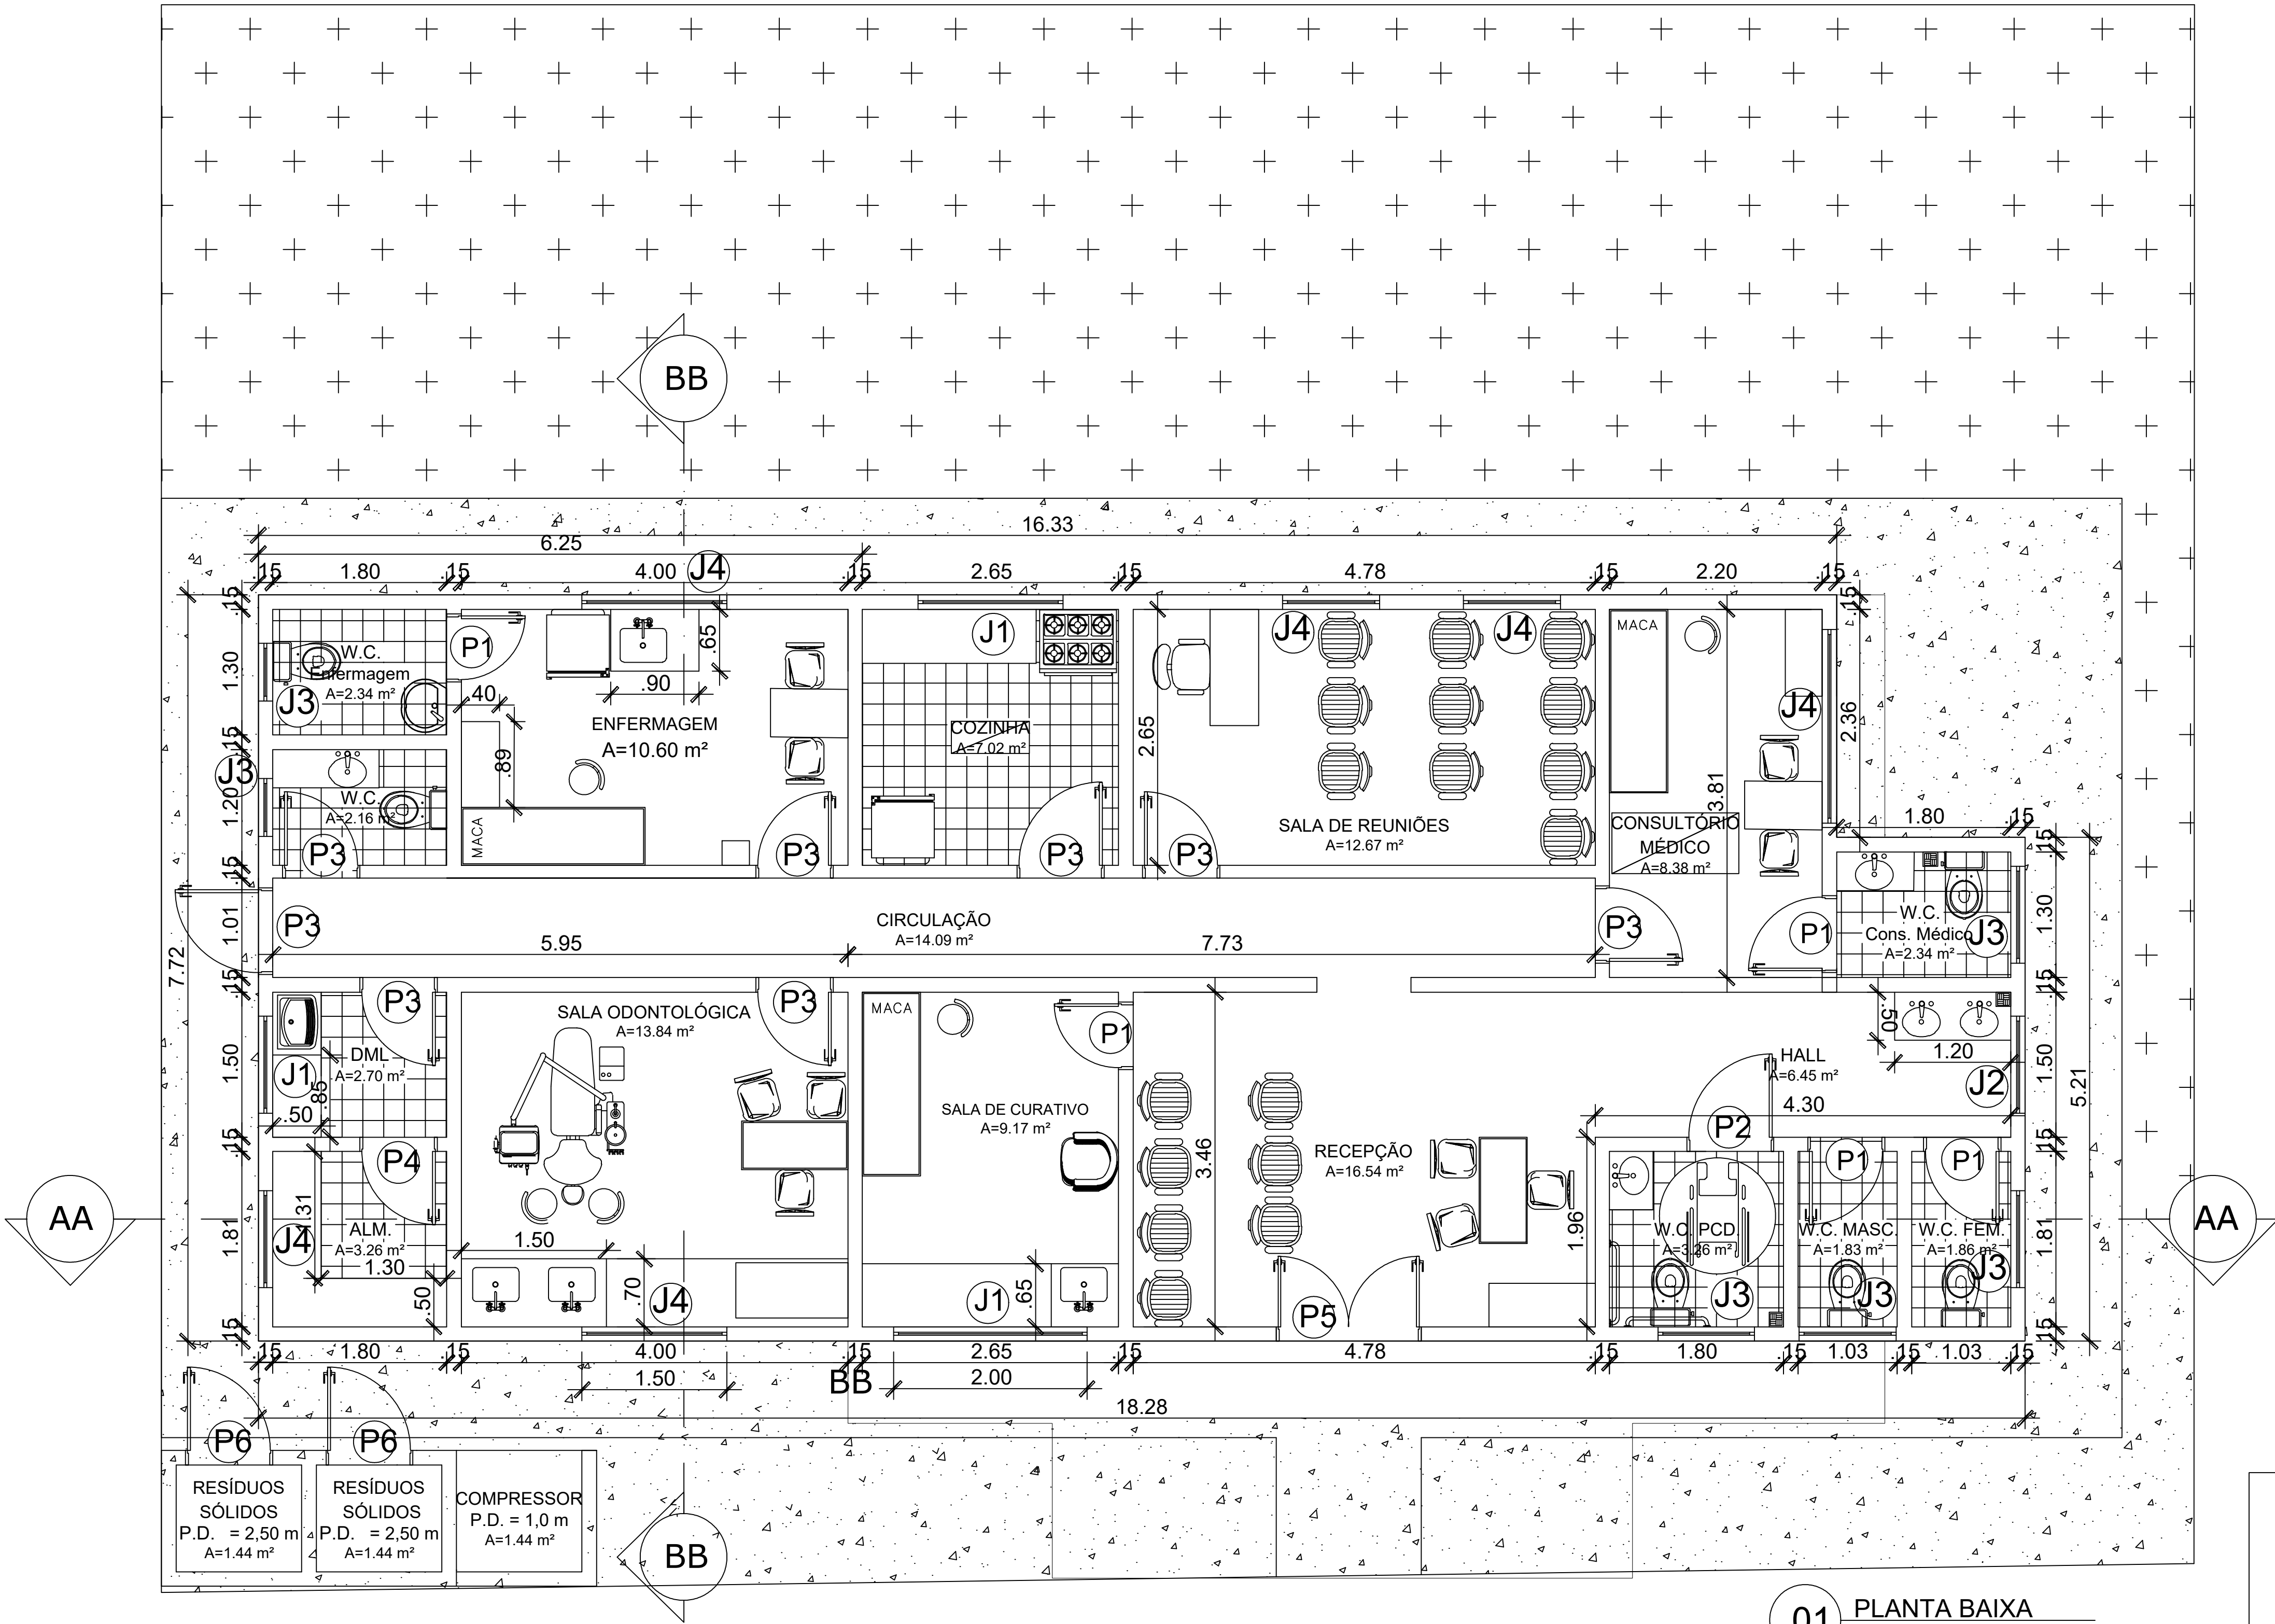 BB
16.33
6.25
.15
1.80
.15
4.00
J4
.15
2.65
.15
4.78
.15
2.20
.15
.15
1.30
.15
1.20
.15
1.01
.15
1.50
.15
1.81
.15
7.72
W.C.
Enfermagem
A=2.34 m²
J3
P1
.40
.89
.90
.65
ENFERMAGEM
A=10.60 m²
MACA
P3
J3
W.C.
A=2.16 m²
P3
J1
COZINHA
A=7.02 m²
P3
2.65
J4
J4
SALA DE REUNIÕES
A=12.67 m²
P3
MACA
J4
3.81
CONSULTÓRIO
MÉDICO
A=8.38 m²
.15
2.36
1.80
.15
P1
W.C.
Cons. Médico
A=2.34 m²
J3
.15
1.30
.15
1.50
.15
1.81
.15
5.21
P3
CIRCULAÇÃO
A=14.09 m²
5.95
7.73
P3
P3
J1
DML
A=2.70 m²
.50
.85
P4
J4
1.31
ALM.
A=3.26 m²
1.30
.50
SALA ODONTOLÓGICA
A=13.84 m²
P3
1.50
.70
J4
MACA
P1
SALA DE CURATIVO
A=9.17 m²
J1
.65
3.46
RECEPÇÃO
A=16.54 m²
P5
1.96
.50
1.20
HALL
A=6.45 m²
J2
4.30
P2
P1
P1
W.C. PCD.
A=3.26 m²
J3
W.C. MASC.
A=1.83 m²
J3
W.C. FEM.
A=1.86 m²
J3
AA
AA
.15
1.80
.15
4.00
.15
2.65
.15
4.78
.15
1.80
.15
1.03
.15
1.03
.15
1.50
BB
2.00
18.28
P6
P6
RESÍDUOS
SÓLIDOS
P.D. = 2,50 m
A=1.44 m²
RESÍDUOS
SÓLIDOS
P.D. = 2,50 m
A=1.44 m²
COMPRESSOR
P.D. = 1,0 m
A=1.44 m²
BB
01
PLANTA BAIXA